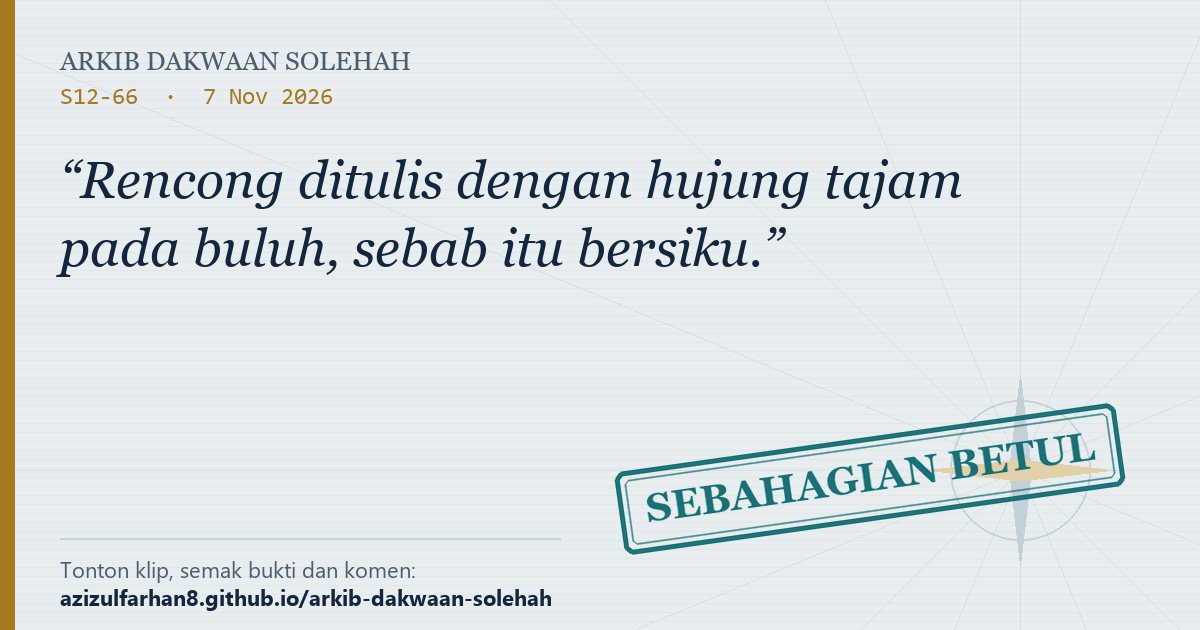 ARKIB DAKWAAN SOLEHAH
S12-66 · 7 Nov 2026
“Rencong ditulis dengan hujung tajam
pada buluh, sebab itu bersiku.”
SEBAHAGIAN BETUL
Tonton klip, semak bukti dan komen:
azizulfarhan8.github.io/arkib-dakwaan-solehah